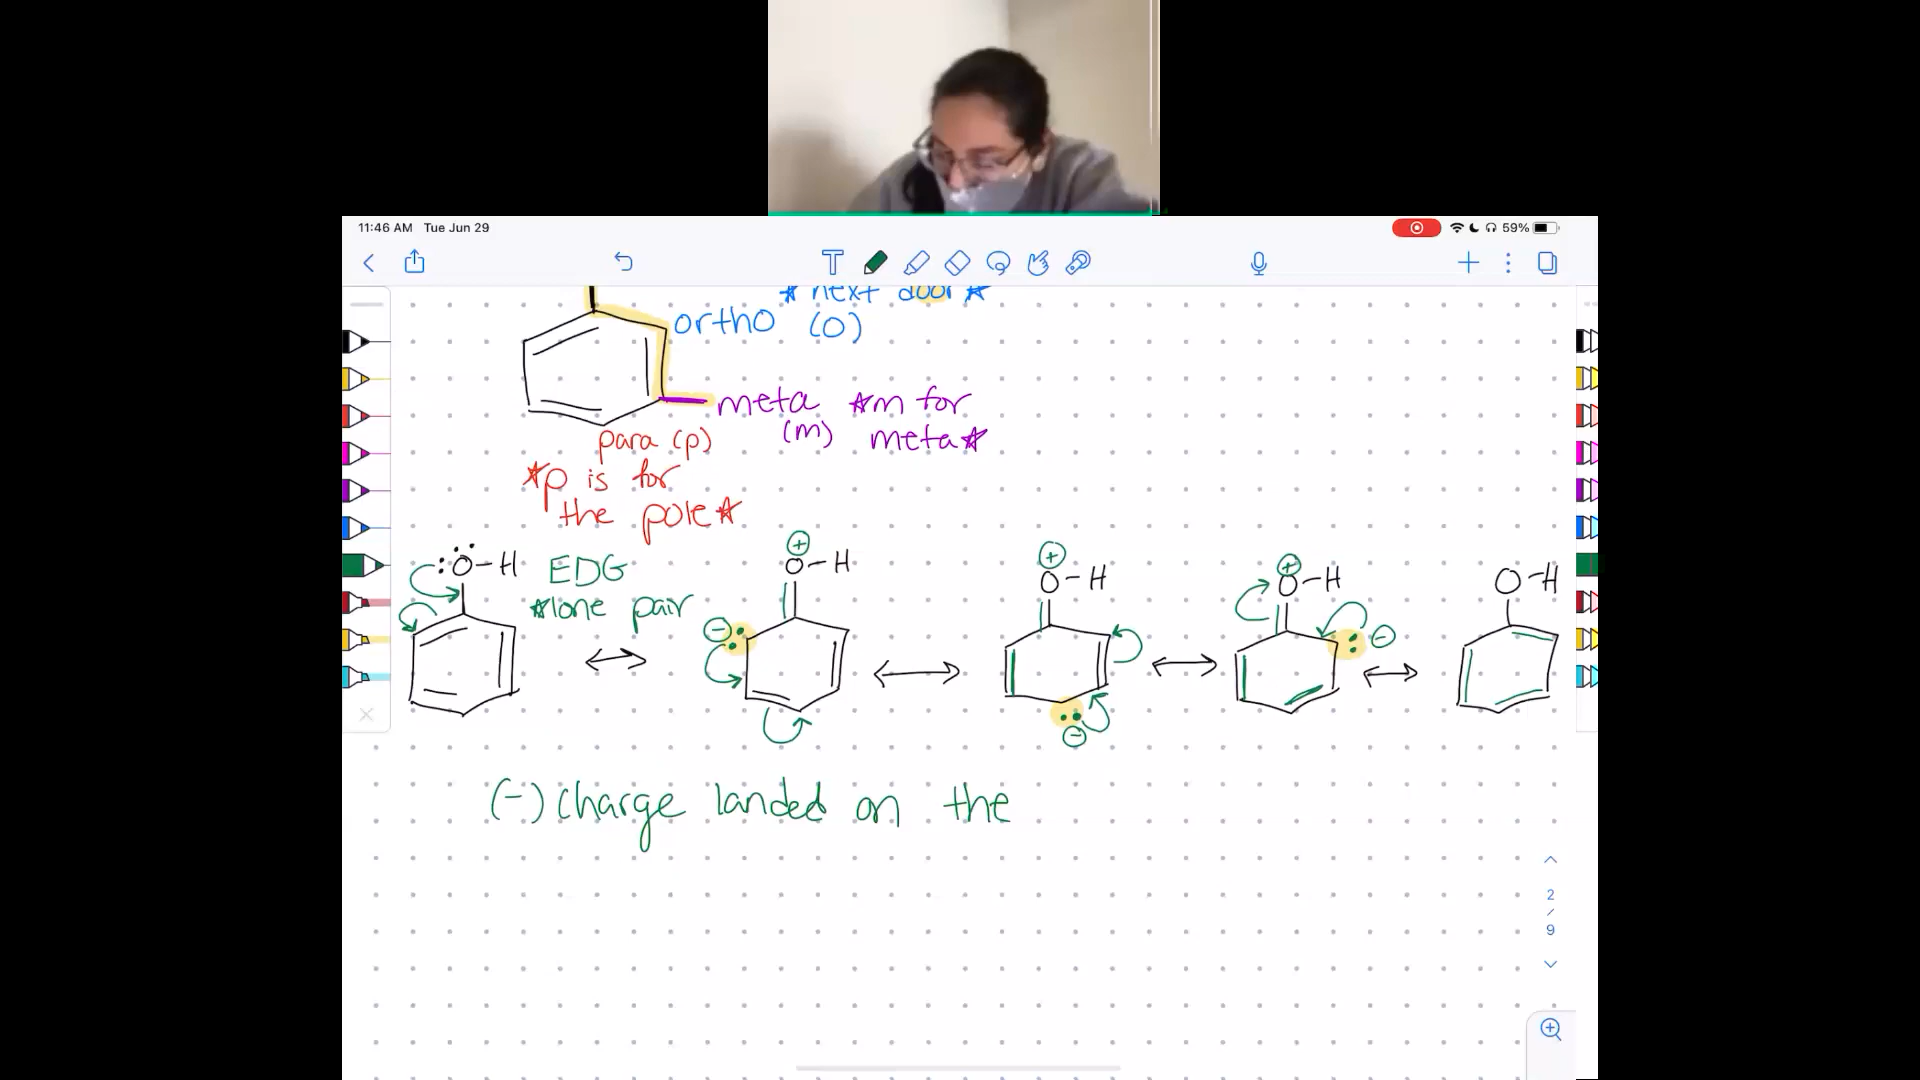 11:46 AM Tue Jun 29
59%
T
* next door *
ortho (o)
meta *m for
(m) meta*
para (p)
*p is for
the pole*
:O-H EDG
*lone pair
⊕
O-H
⊖
⊕
O-H
⊖
⊕
O-H
⊖
O-H
(-) charge landed on the
2
/
9